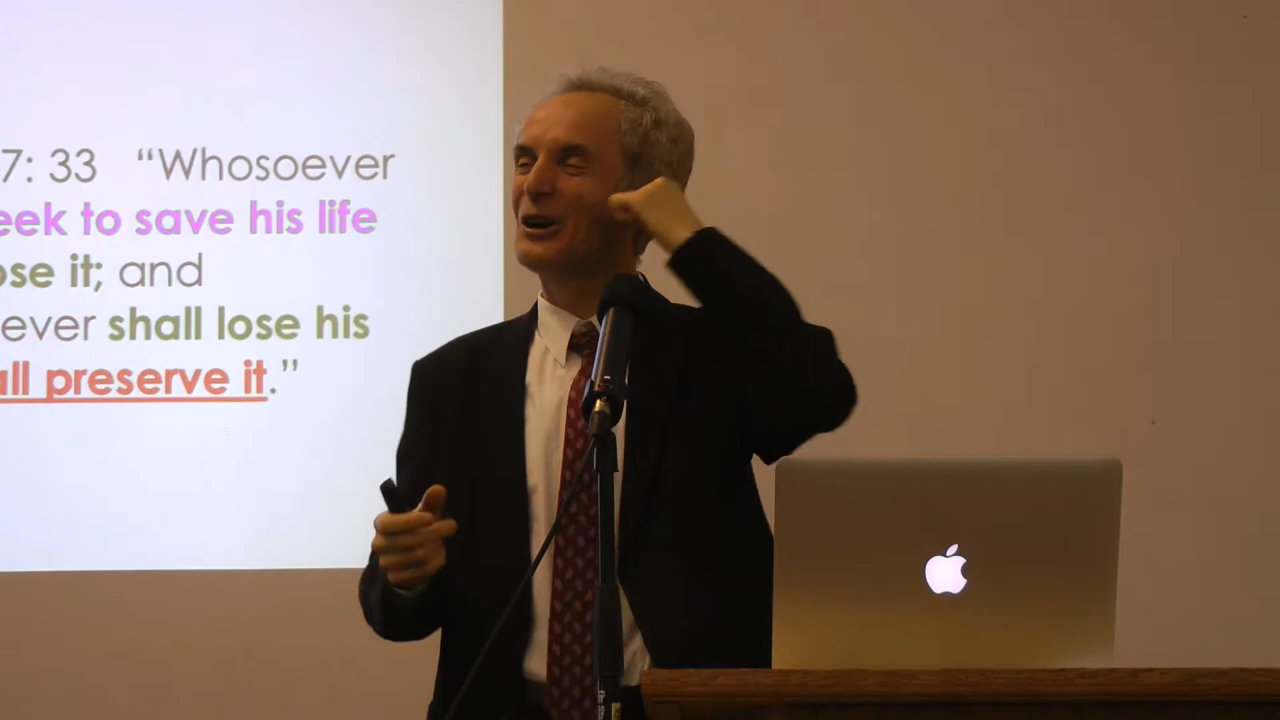 7: 33 “Whosoever
eek to save his life
ose it; and
ever shall lose his
all preserve it.”